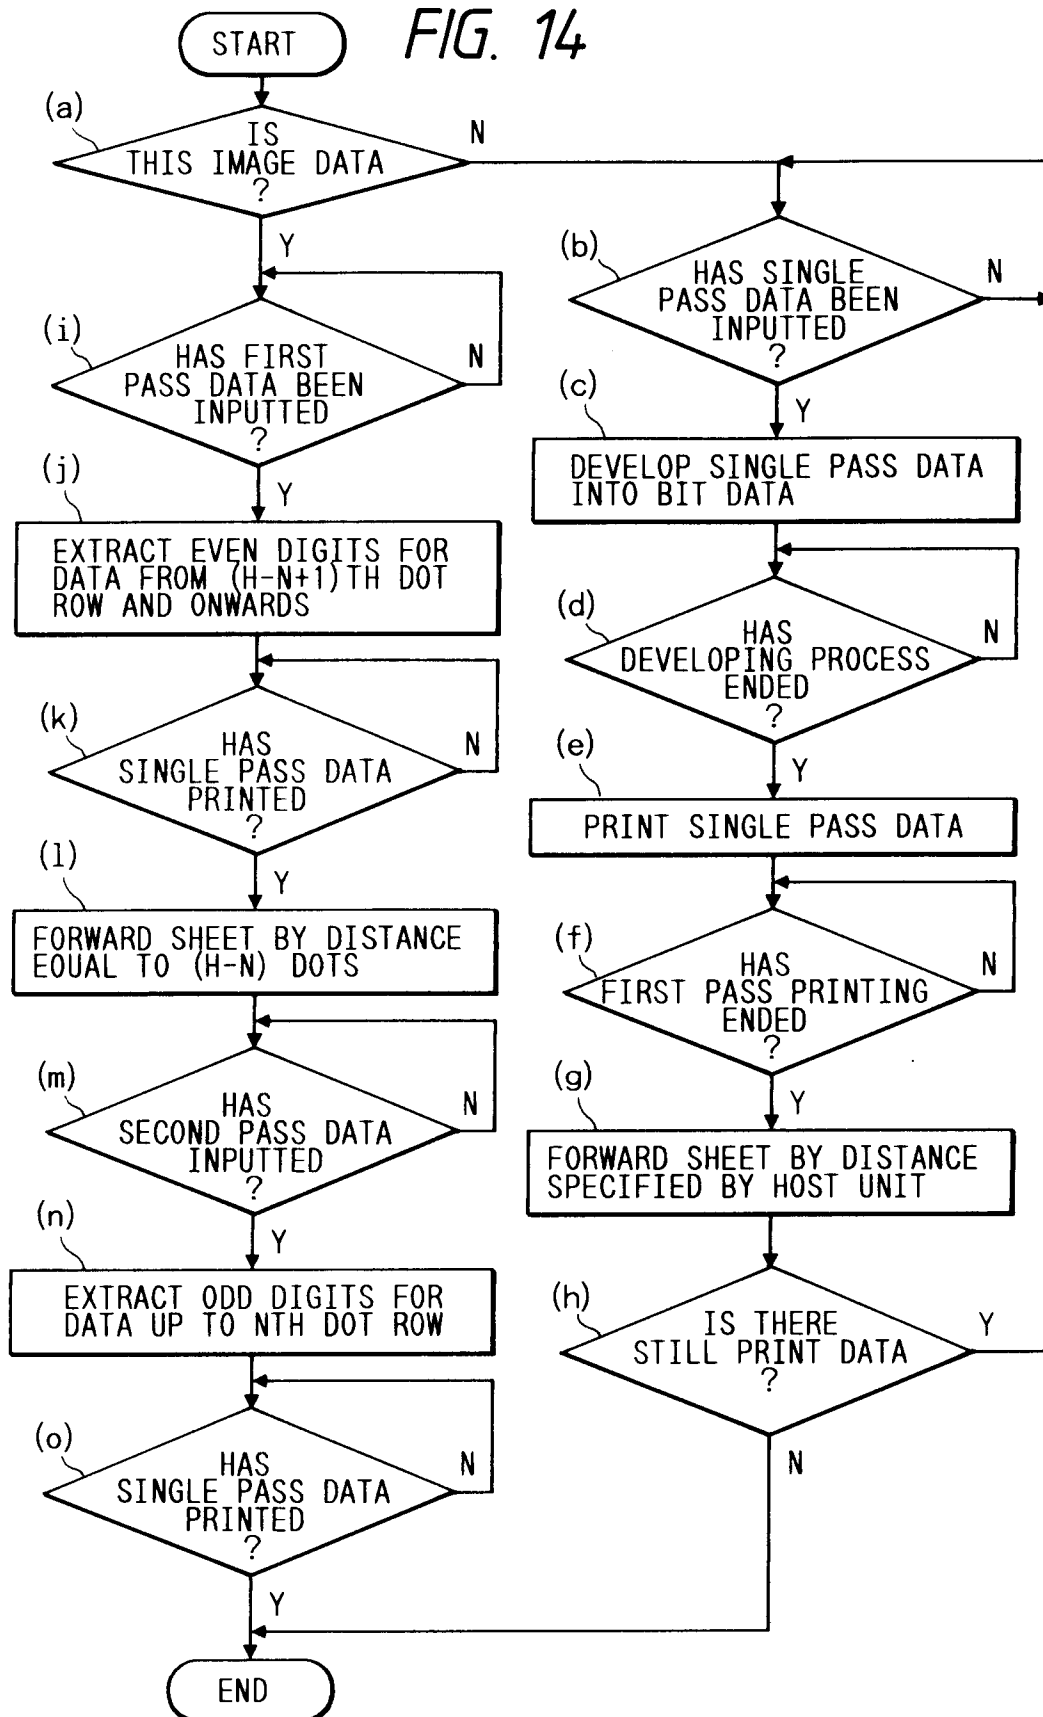 FIG. 14
START
(a)
IS
THIS IMAGE DATA
?
N
Y
(i)
HAS FIRST
PASS DATA BEEN
INPUTTED
?
N
Y
(j)
EXTRACT EVEN DIGITS FOR
DATA FROM (H-N+1)TH DOT
ROW AND ONWARDS
(k)
HAS
SINGLE PASS DATA
PRINTED
?
N
Y
(l)
FORWARD SHEET BY DISTANCE
EQUAL TO (H-N) DOTS
(m)
HAS
SECOND PASS DATA
INPUTTED
?
N
Y
(n)
EXTRACT ODD DIGITS FOR
DATA UP TO NTH DOT ROW
(o)
HAS
SINGLE PASS DATA
PRINTED
?
N
Y
END
(b)
HAS SINGLE
PASS DATA BEEN
INPUTTED
?
N
Y
(c)
DEVELOP SINGLE PASS DATA
INTO BIT DATA
(d)
HAS
DEVELOPING PROCESS
ENDED
?
N
Y
(e)
PRINT SINGLE PASS DATA
(f)
HAS
FIRST PASS PRINTING
ENDED
?
N
Y
(g)
FORWARD SHEET BY DISTANCE
SPECIFIED BY HOST UNIT
(h)
IS THERE
STILL PRINT DATA
?
Y
N